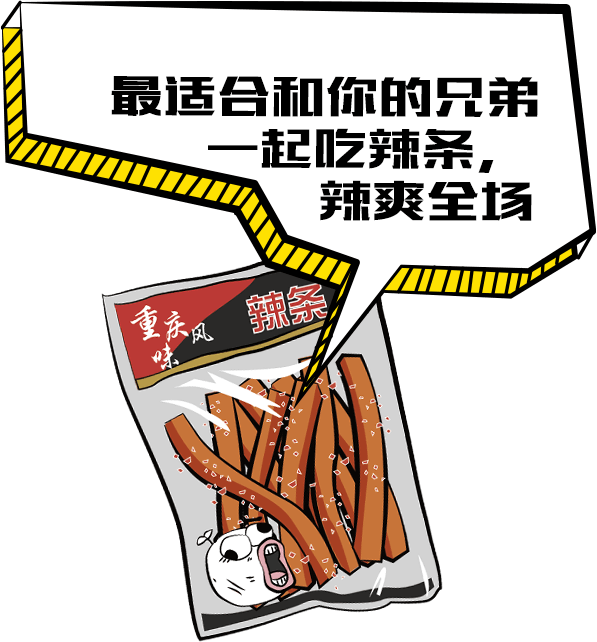 最适合和你的兄弟
一起吃辣条，
辣爽全场
重庆风味
辣条